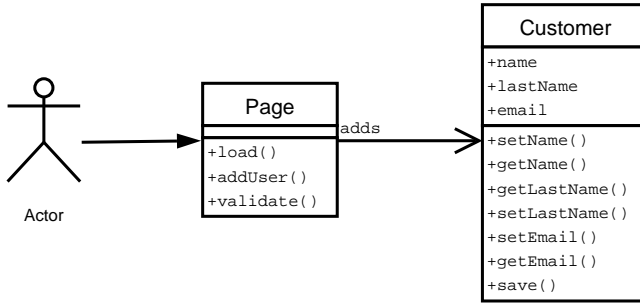 Actor
Page
+load()
+addUser()
+validate()
adds
Customer
+name
+lastName
+email
+setName()
+getName()
+getLastName()
+setLastName()
+setEmail()
+getEmail()
+save()